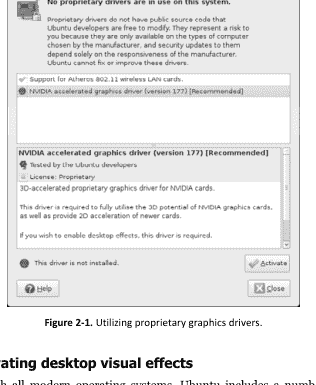 No proprietary drivers are in use on this system.
Proprietary drivers do not have public source code that
Ubuntu developers are free to modify. They represent a risk to
you because they are only available on the types of computer
chosen by the manufacturer, and security updates to them
depend solely on the responsiveness of the manufacturer.
Ubuntu cannot fix or improve these drivers.
Support for Atheros 802.11 wireless LAN cards.
NVIDIA accelerated graphics driver (version 177) [Recommended]
NVIDIA accelerated graphics driver (version 177) [Recommended]
Tested by the Ubuntu developers
License: Proprietary
3D-accelerated proprietary graphics driver for NVIDIA cards.
This driver is required to fully utilise the 3D potential of NVIDIA graphics cards,
as well as provide 2D acceleration of newer cards.
If you wish to enable desktop effects, this driver is required.
This driver is not installed.
Activate
Help
Close
Figure 2-1. Utilizing proprietary graphics drivers.
rating desktop visual effects
th all modern operating systems, Ubuntu includes a numb